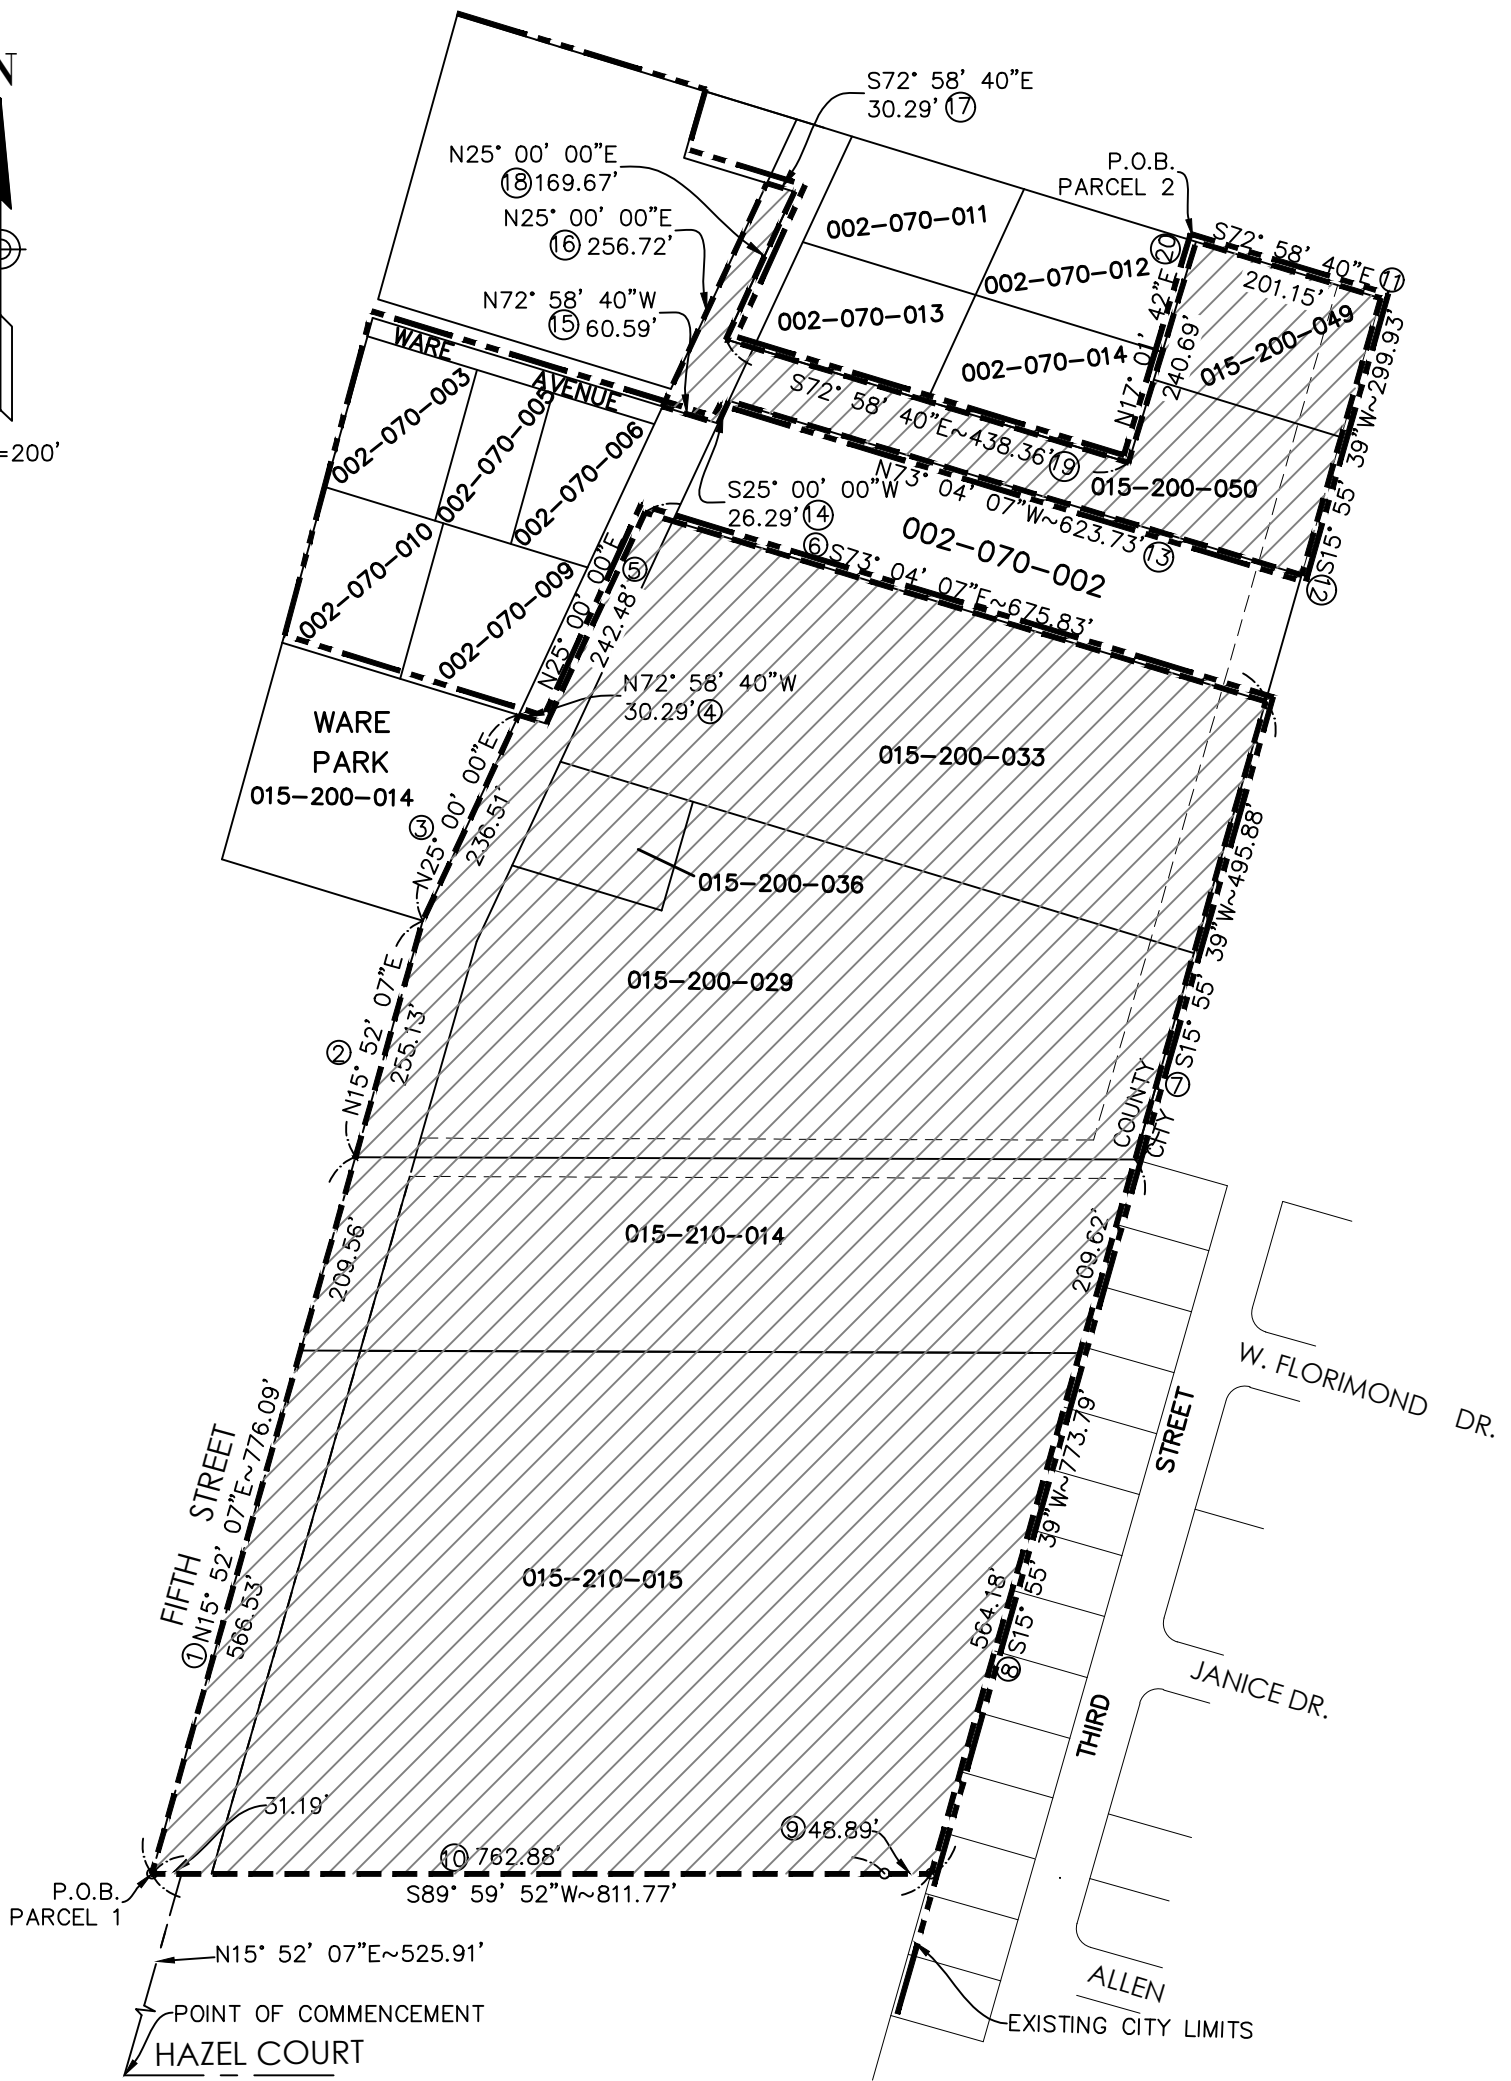 N
=200'
S72° 58' 40"E
30.29' 17
N25° 00' 00"E
18 169.67'
N25° 00' 00"E
16 256.72'
N72° 58' 40"W
15 60.59'
P.O.B.
PARCEL 2
S72° 58' 40"E 11
201.15'
002-070-011
002-070-012
002-070-013
002-070-014
N17° 01' 42"E 20
240.69'
015-200-049
S15° 55' 39"W~299.93'
12
WARE
AVENUE
002-070-003
002-070-005
002-070-006
002-070-010
002-070-009
S72° 58' 40"E~438.36' 19
015-200-050
N73° 04' 07"W~623.73' 13
S25° 00' 00"W
26.29' 14
002-070-002
6 S73° 04' 07"E~675.83'
N25° 00' 00"E 5
242.48'
N72° 58' 40"W
30.29' 4
WARE
PARK
015-200-014
3 N25° 00' 00"E
236.51'
015-200-033
015-200-036
7 S15° 55' 39"W~495.88'
015-200-029
2 N15° 52' 07"E
255.13'
COUNTY
CITY
015-210-014
209.56'
209.62'
W. FLORIMOND DR.
FIFTH STREET
1 N15° 52' 07"E~776.09'
566.53'
015-210-015
8 S15° 55' 39"W~773.79'
564.18'
THIRD STREET
JANICE DR.
31.19'
9 48.89'
10 762.88'
S89° 59' 52"W~811.77'
P.O.B.
PARCEL 1
N15° 52' 07"E~525.91'
POINT OF COMMENCEMENT
HAZEL COURT
ALLEN
EXISTING CITY LIMITS